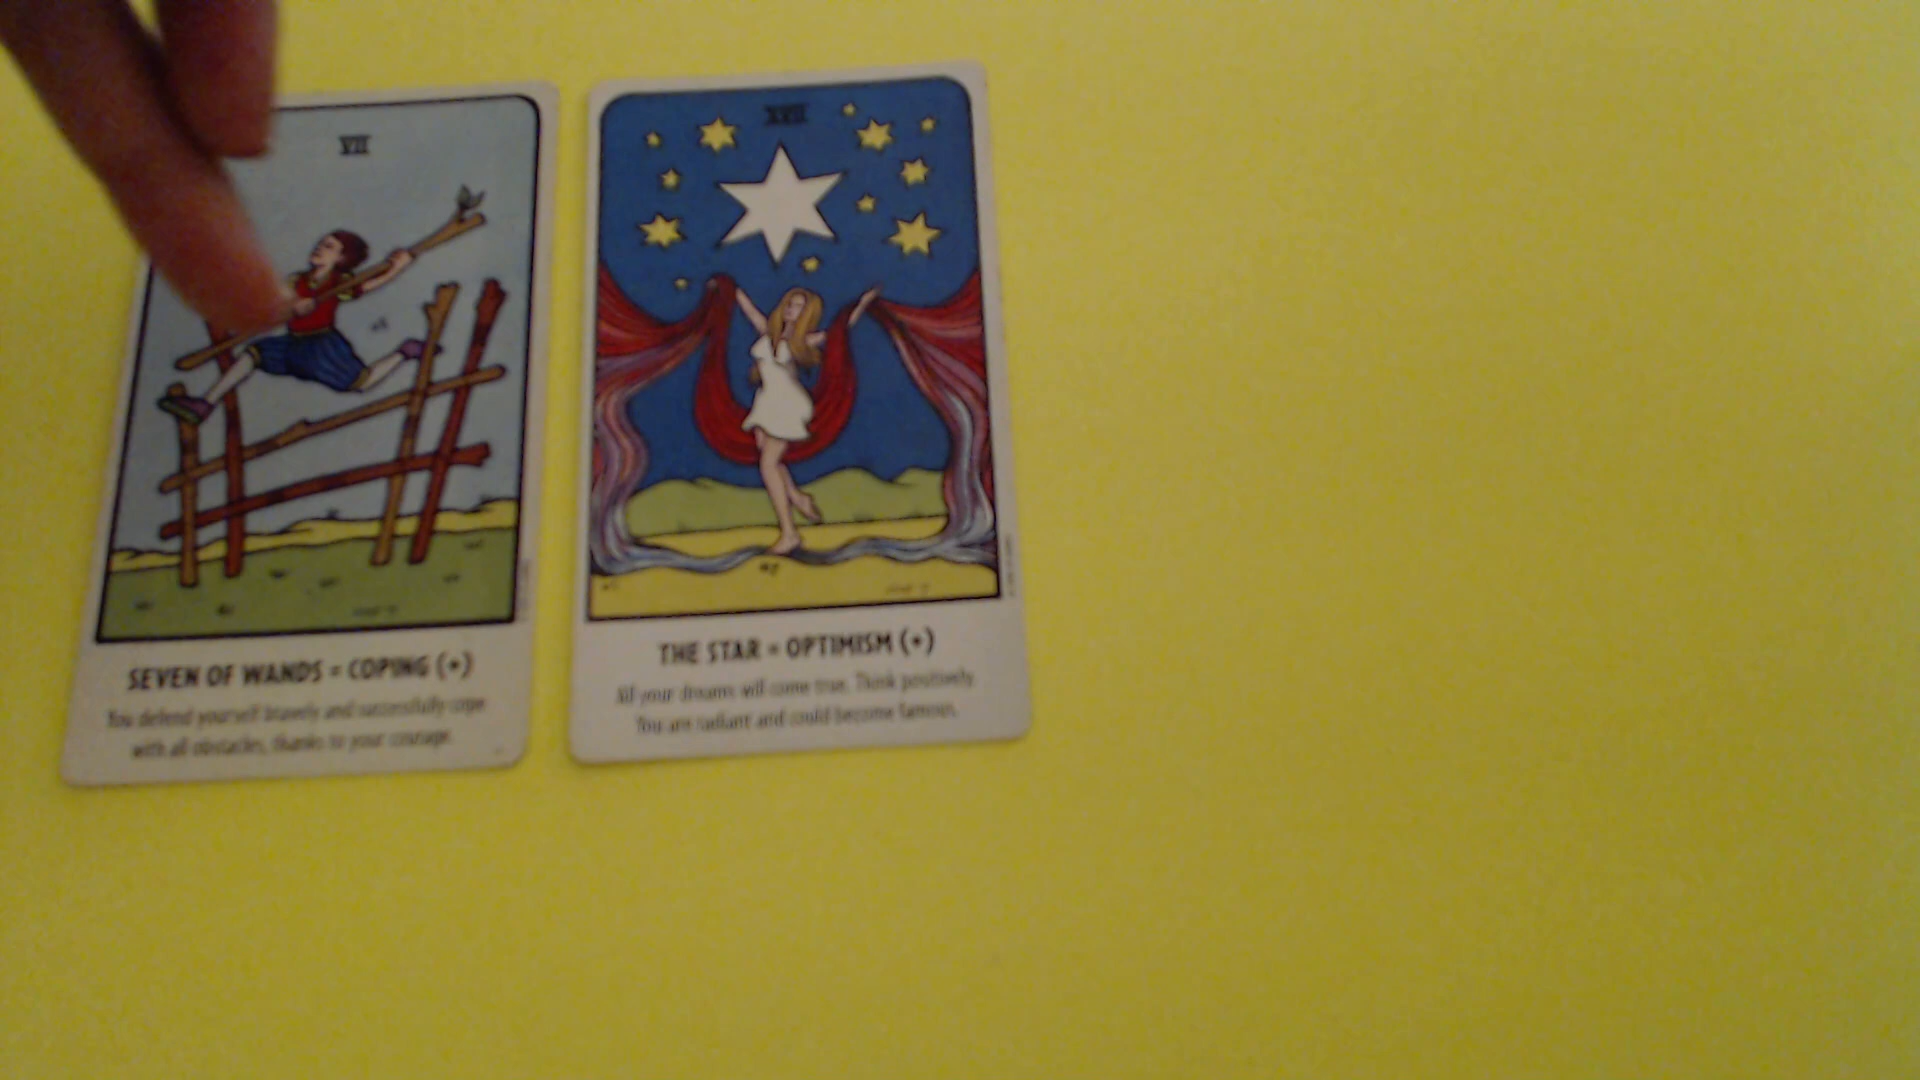 VII
SEVEN OF WANDS = COPING (+)
You defend yourself bravely and successfully cope
with all obstacles, thanks to your courage.
XVII
THE STAR = OPTIMISM (+)
All your dreams will come true. Think positively.
You are radiant and could become famous.